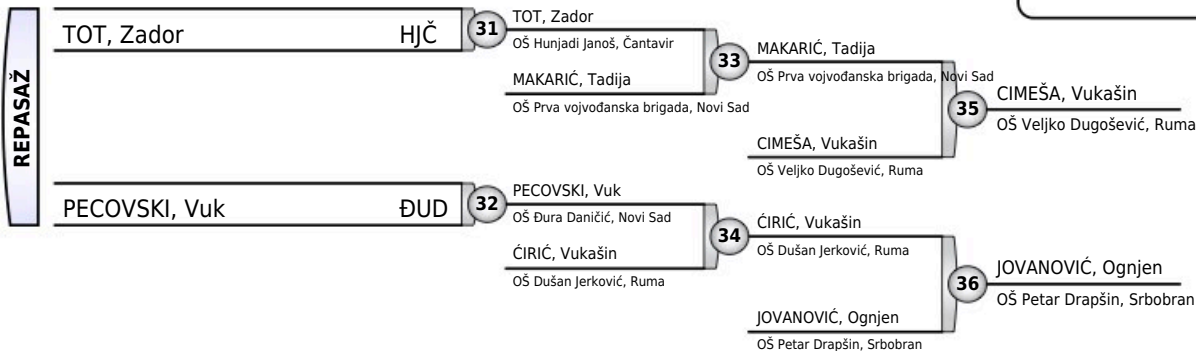 REPASAŽ
TOT, Zador HJČ
31
TOT, Zador
OŠ Hunjadi Janoš, Čantavir
MAKARIĆ, Tadija
OŠ Prva vojvođanska brigada, Novi Sad
33
MAKARIĆ, Tadija
OŠ Prva vojvođanska brigada, Novi Sad
CIMEŠA, Vukašin
OŠ Veljko Dugošević, Ruma
35
CIMEŠA, Vukašin
OŠ Veljko Dugošević, Ruma
PECOVSKI, Vuk ĐUD
32
PECOVSKI, Vuk
OŠ Đura Daničić, Novi Sad
ĆIRIĆ, Vukašin
OŠ Dušan Jerković, Ruma
34
ĆIRIĆ, Vukašin
OŠ Dušan Jerković, Ruma
JOVANOVIĆ, Ognjen
OŠ Petar Drapšin, Srbobran
36
JOVANOVIĆ, Ognjen
OŠ Petar Drapšin, Srbobran